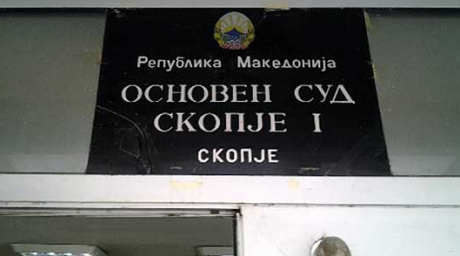 Република Македонија
ОСНОВЕН СУД
СКОПЈЕ I
СКОПЈЕ